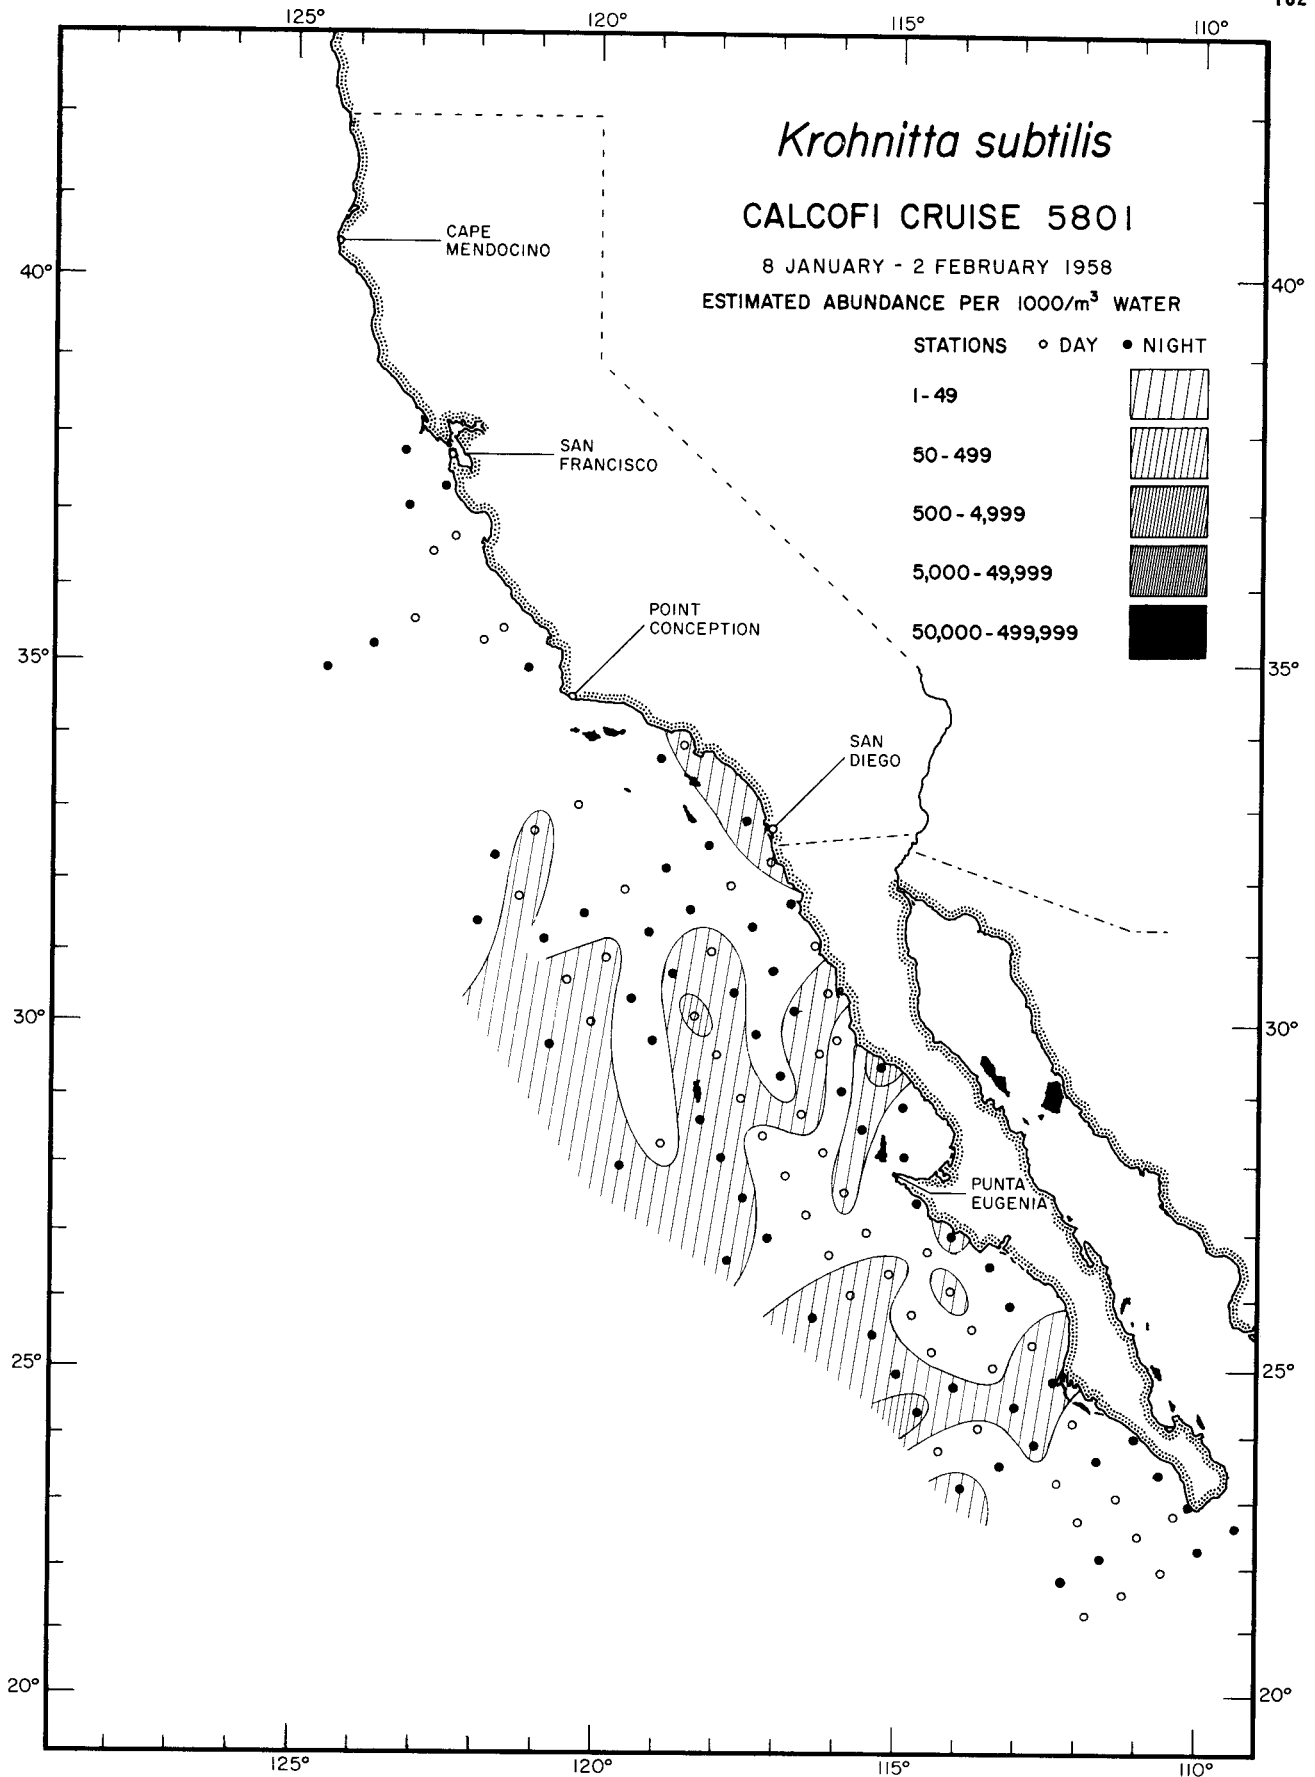 125° 120° 115° 110°
Krohnitta subtilis
CALCOFI CRUISE 5801
8 JANUARY - 2 FEBRUARY 1958
ESTIMATED ABUNDANCE PER 1000/m³ WATER
STATIONS ○ DAY ● NIGHT
1-49
50-499
500-4,999
5,000-49,999
50,000-499,999
CAPE
MENDOCINO
40° 40°
SAN
FRANCISCO
POINT
CONCEPTION
35° 35°
SAN
DIEGO
30° 30°
PUNTA
EUGENIA
25° 25°
20° 20°
125° 120° 115° 110°